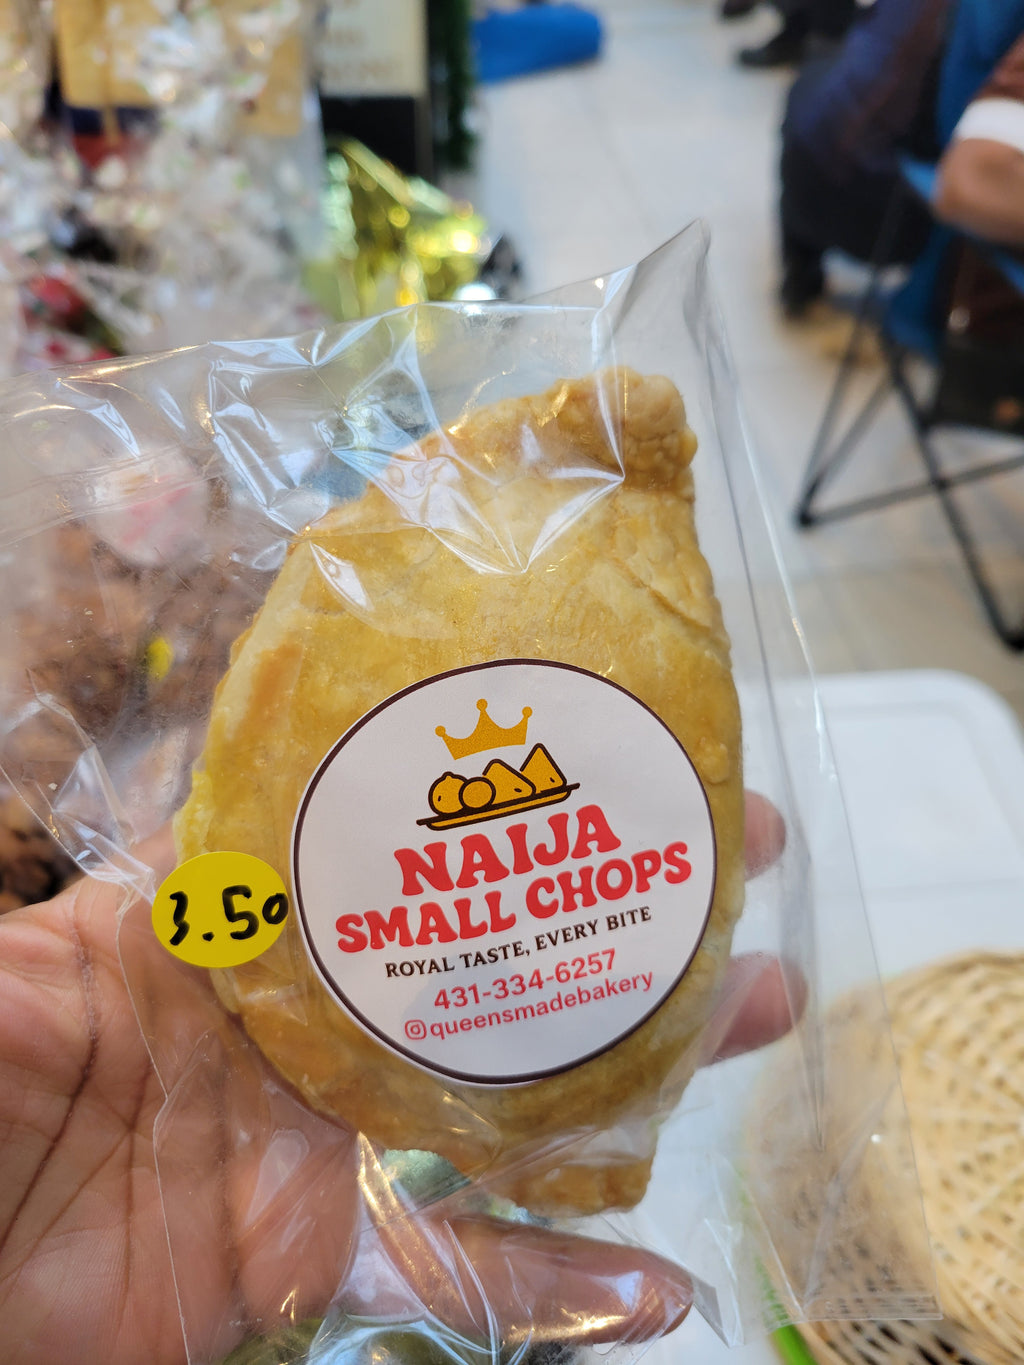 NAIJA
SMALL CHOPS
ROYAL TASTE, EVERY BITE
431-334-6257
@queensmadebakery
3.50